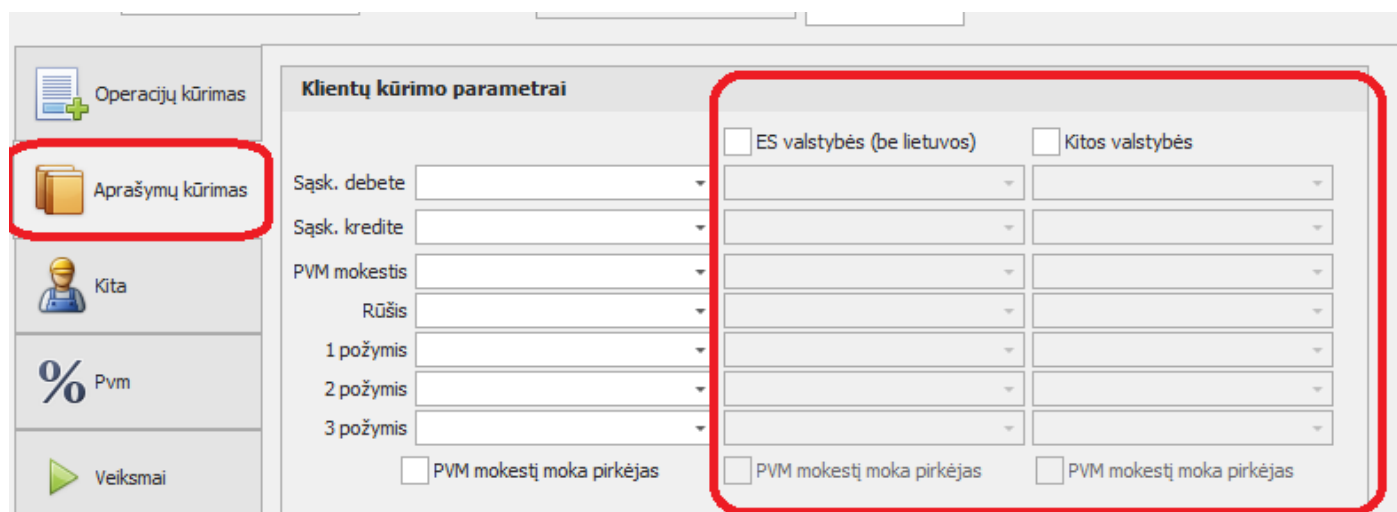 Operacijų kūrimas
Aprašymų kūrimas
Kita
% Pvm
Veiksmai
Klientų kūrimo parametrai
ES valstybės (be lietuvos) Kitos valstybės
Sąsk. debete
Sąsk. kredite
PVM mokestis
Rūšis
1 požymis
2 požymis
3 požymis
PVM mokestį moka pirkėjas PVM mokestį moka pirkėjas PVM mokestį moka pirkėjas